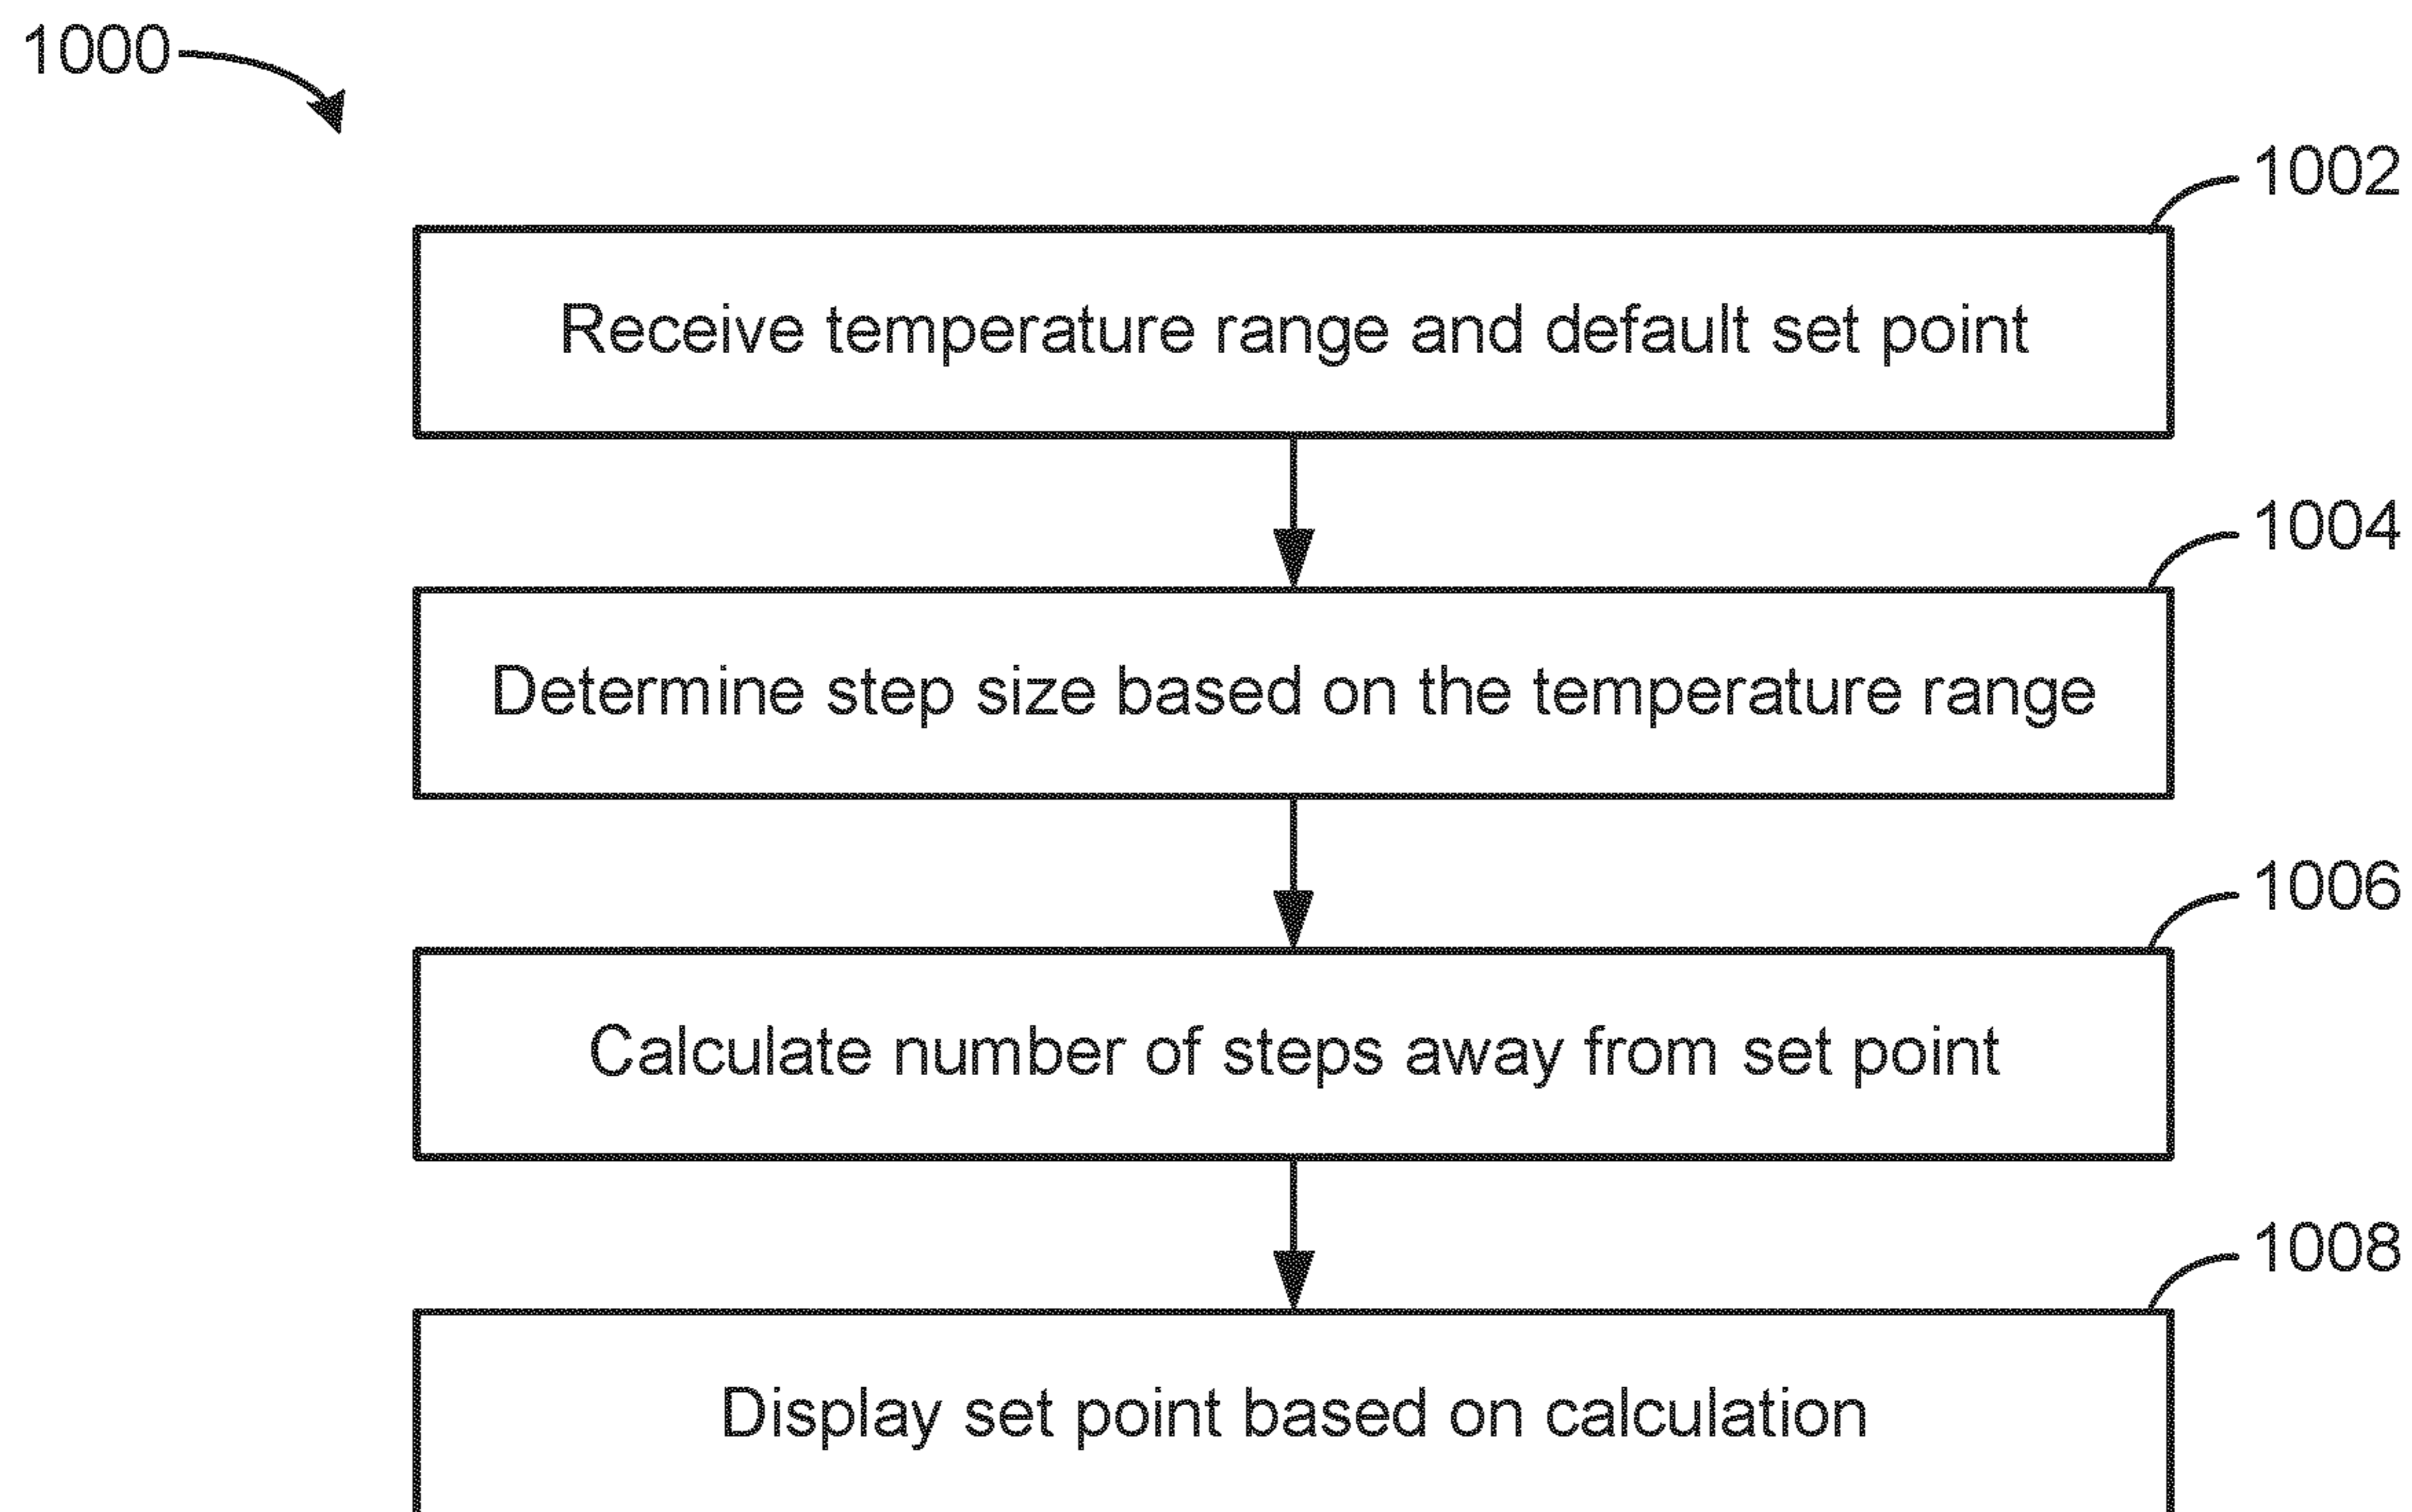 1000
1002
Receive temperature range and default set point
1004
Determine step size based on the temperature range
1006
Calculate number of steps away from set point
1008
Display set point based on calculation